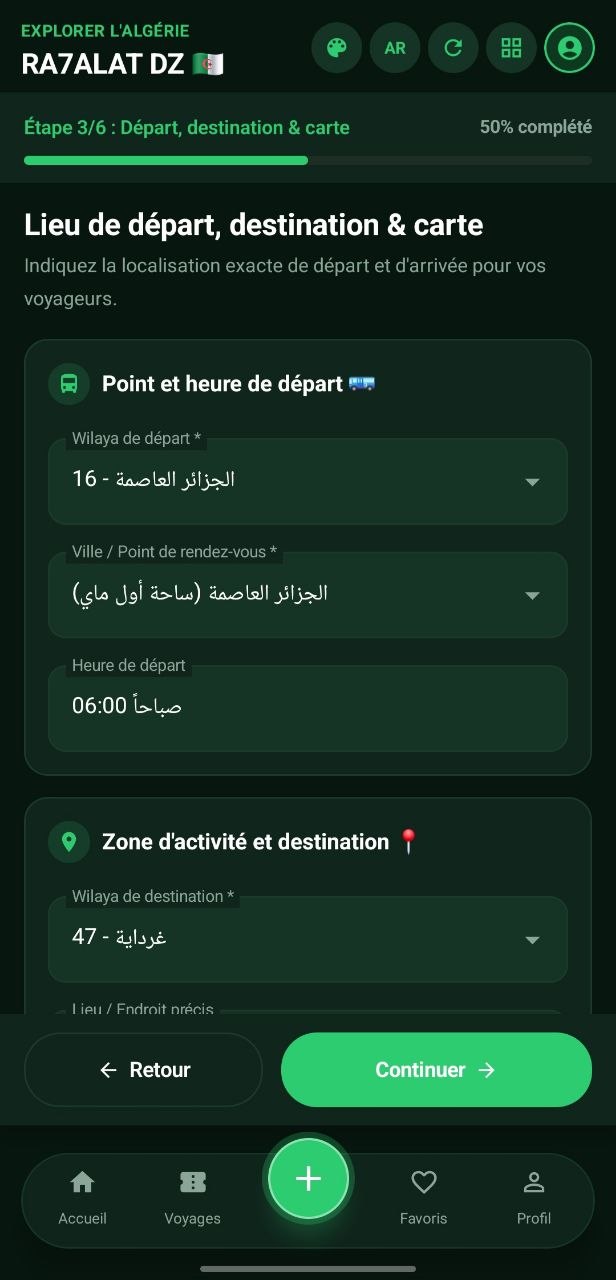 EXPLORER L'ALGÉRIE
RA7ALAT DZ 🇩🇿
AR
Étape 3/6 : Départ, destination & carte
50% complété
Lieu de départ, destination & carte
Indiquez la localisation exacte de départ et d'arrivée pour vos
voyageurs.
Point et heure de départ 🚌
Wilaya de départ *
16 - الجزائر العاصمة
Ville / Point de rendez-vous *
الجزائر العاصمة (ساحة أول ماي)
Heure de départ
06:00 صباحاً
Zone d'activité et destination 📍
Wilaya de destination *
47 - غرداية
Lieu / Endroit précis
← Retour
Continuer →
Accueil
Voyages
Favoris
Profil